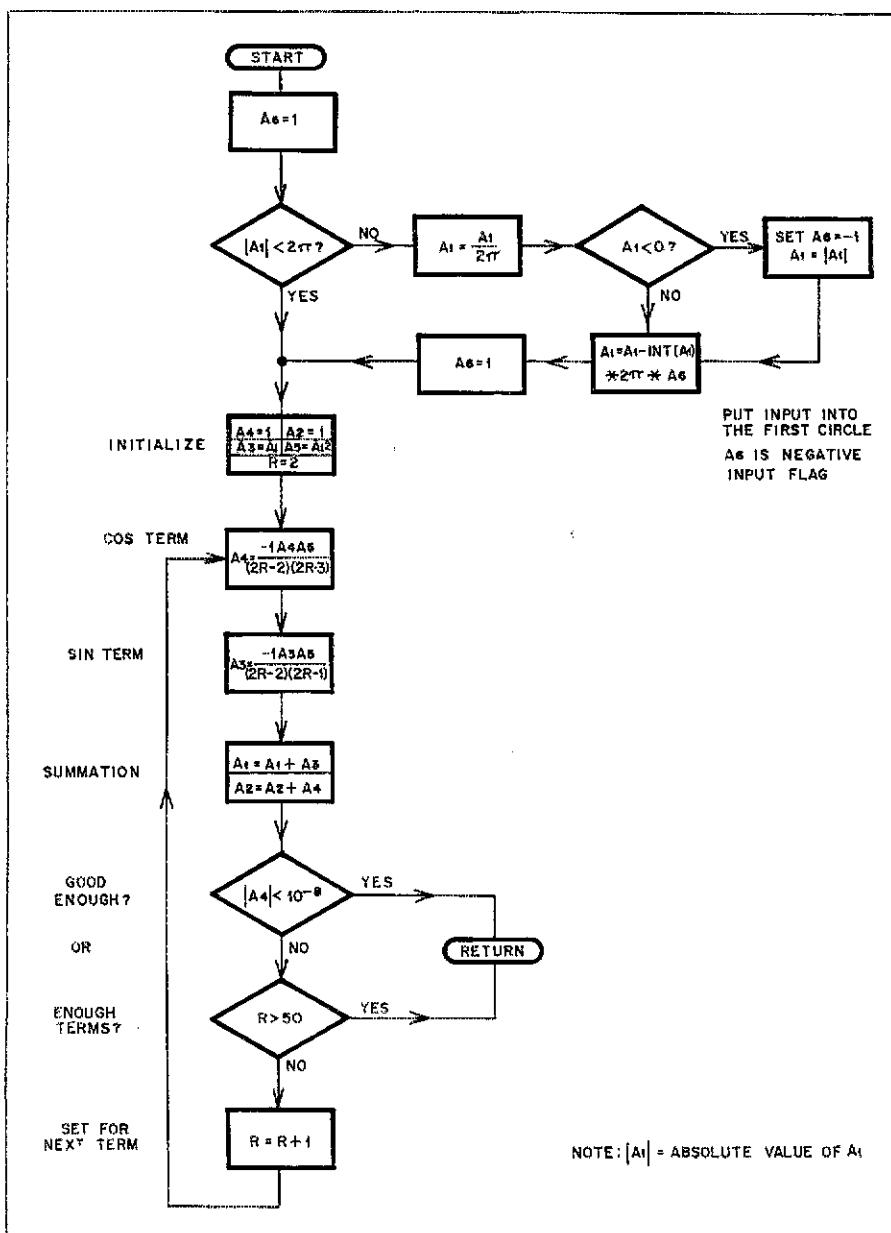 START
A6=1
|A1|<2π?
NO
A1= A1
2π
A1<0?
YES
SET A6=-1
A1=|A1|
YES
NO
A6=1
A1=A1-INT(A1)
*2π* A6
PUT INPUT INTO
THE FIRST CIRCLE
A6 IS NEGATIVE
INPUT FLAG
INITIALIZE
A4=1 A2=1
A3=A1 A5=A1²
R=2
COS TERM
A4= -1A4A5
(2R-2)(2R-3)
SIN TERM
A3= -1A3A5
(2R-2)(2R-1)
SUMMATION
A1=A1+A3
A2=A2+A4
GOOD
ENOUGH?
|A4|<10⁻⁸
YES
OR
NO
RETURN
ENOUGH
TERMS?
R>50
YES
NO
SET FOR
NEXT TERM
R=R+1
NOTE:|A1| = ABSOLUTE VALUE OF A1